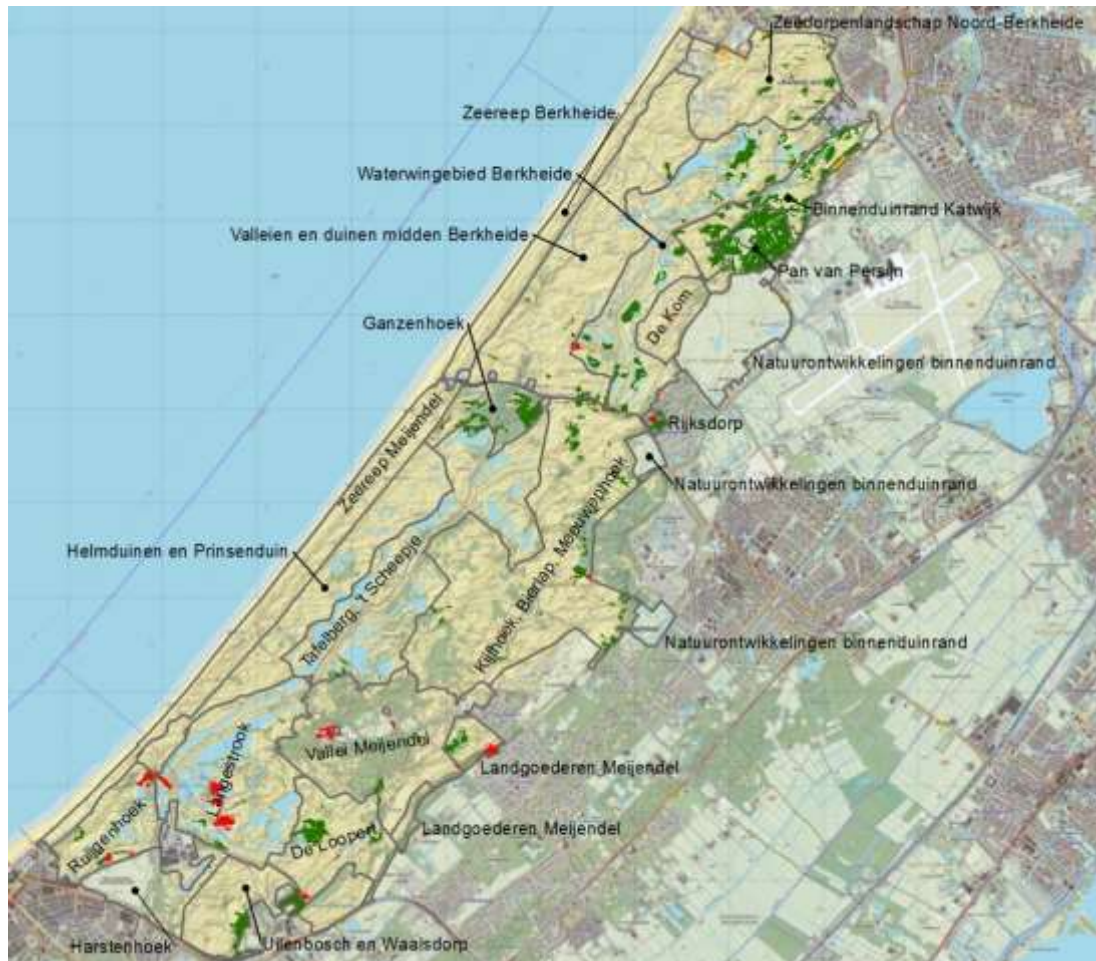 Zeedorpenlandschap Noord-Berkheide
Zeereep Berkheide
Waterwingebied Berkheide
Binnenduinrand Katwijk
Valleien en duinen midden Berkheide
Pan van Persijn
De Kom
Ganzenhoek
Natuurontwikkelingen binnenduinrand
Zeereep Meijendel
Rijksdorp
Natuurontwikkelingen binnenduinrand
Helmduinen en Prinsenduin
Tafelberg, 't Scheepje
Kijfhoek, Bierlap, Meeuwenhoek
Natuurontwikkelingen binnenduinrand
Vallei Meijendel
Langestrook
Landgoederen Meijendel
Landgoederen Meijendel
De Loopert
Ruigenhoek
Harstenhoek
Uilenbosch en Waalsdorp